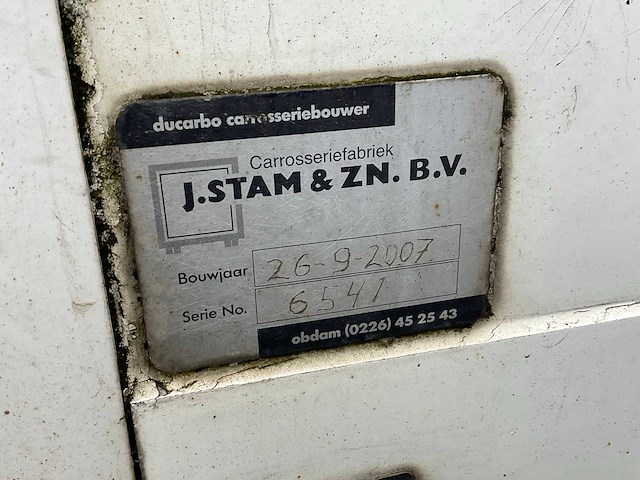 ducarbo carrosseriebouwer
Carrosseriefabriek
J.STAM & ZN. B.V.
Bouwjaar 26-9-2007
Serie No. 6541
obdam (0226) 45 25 43